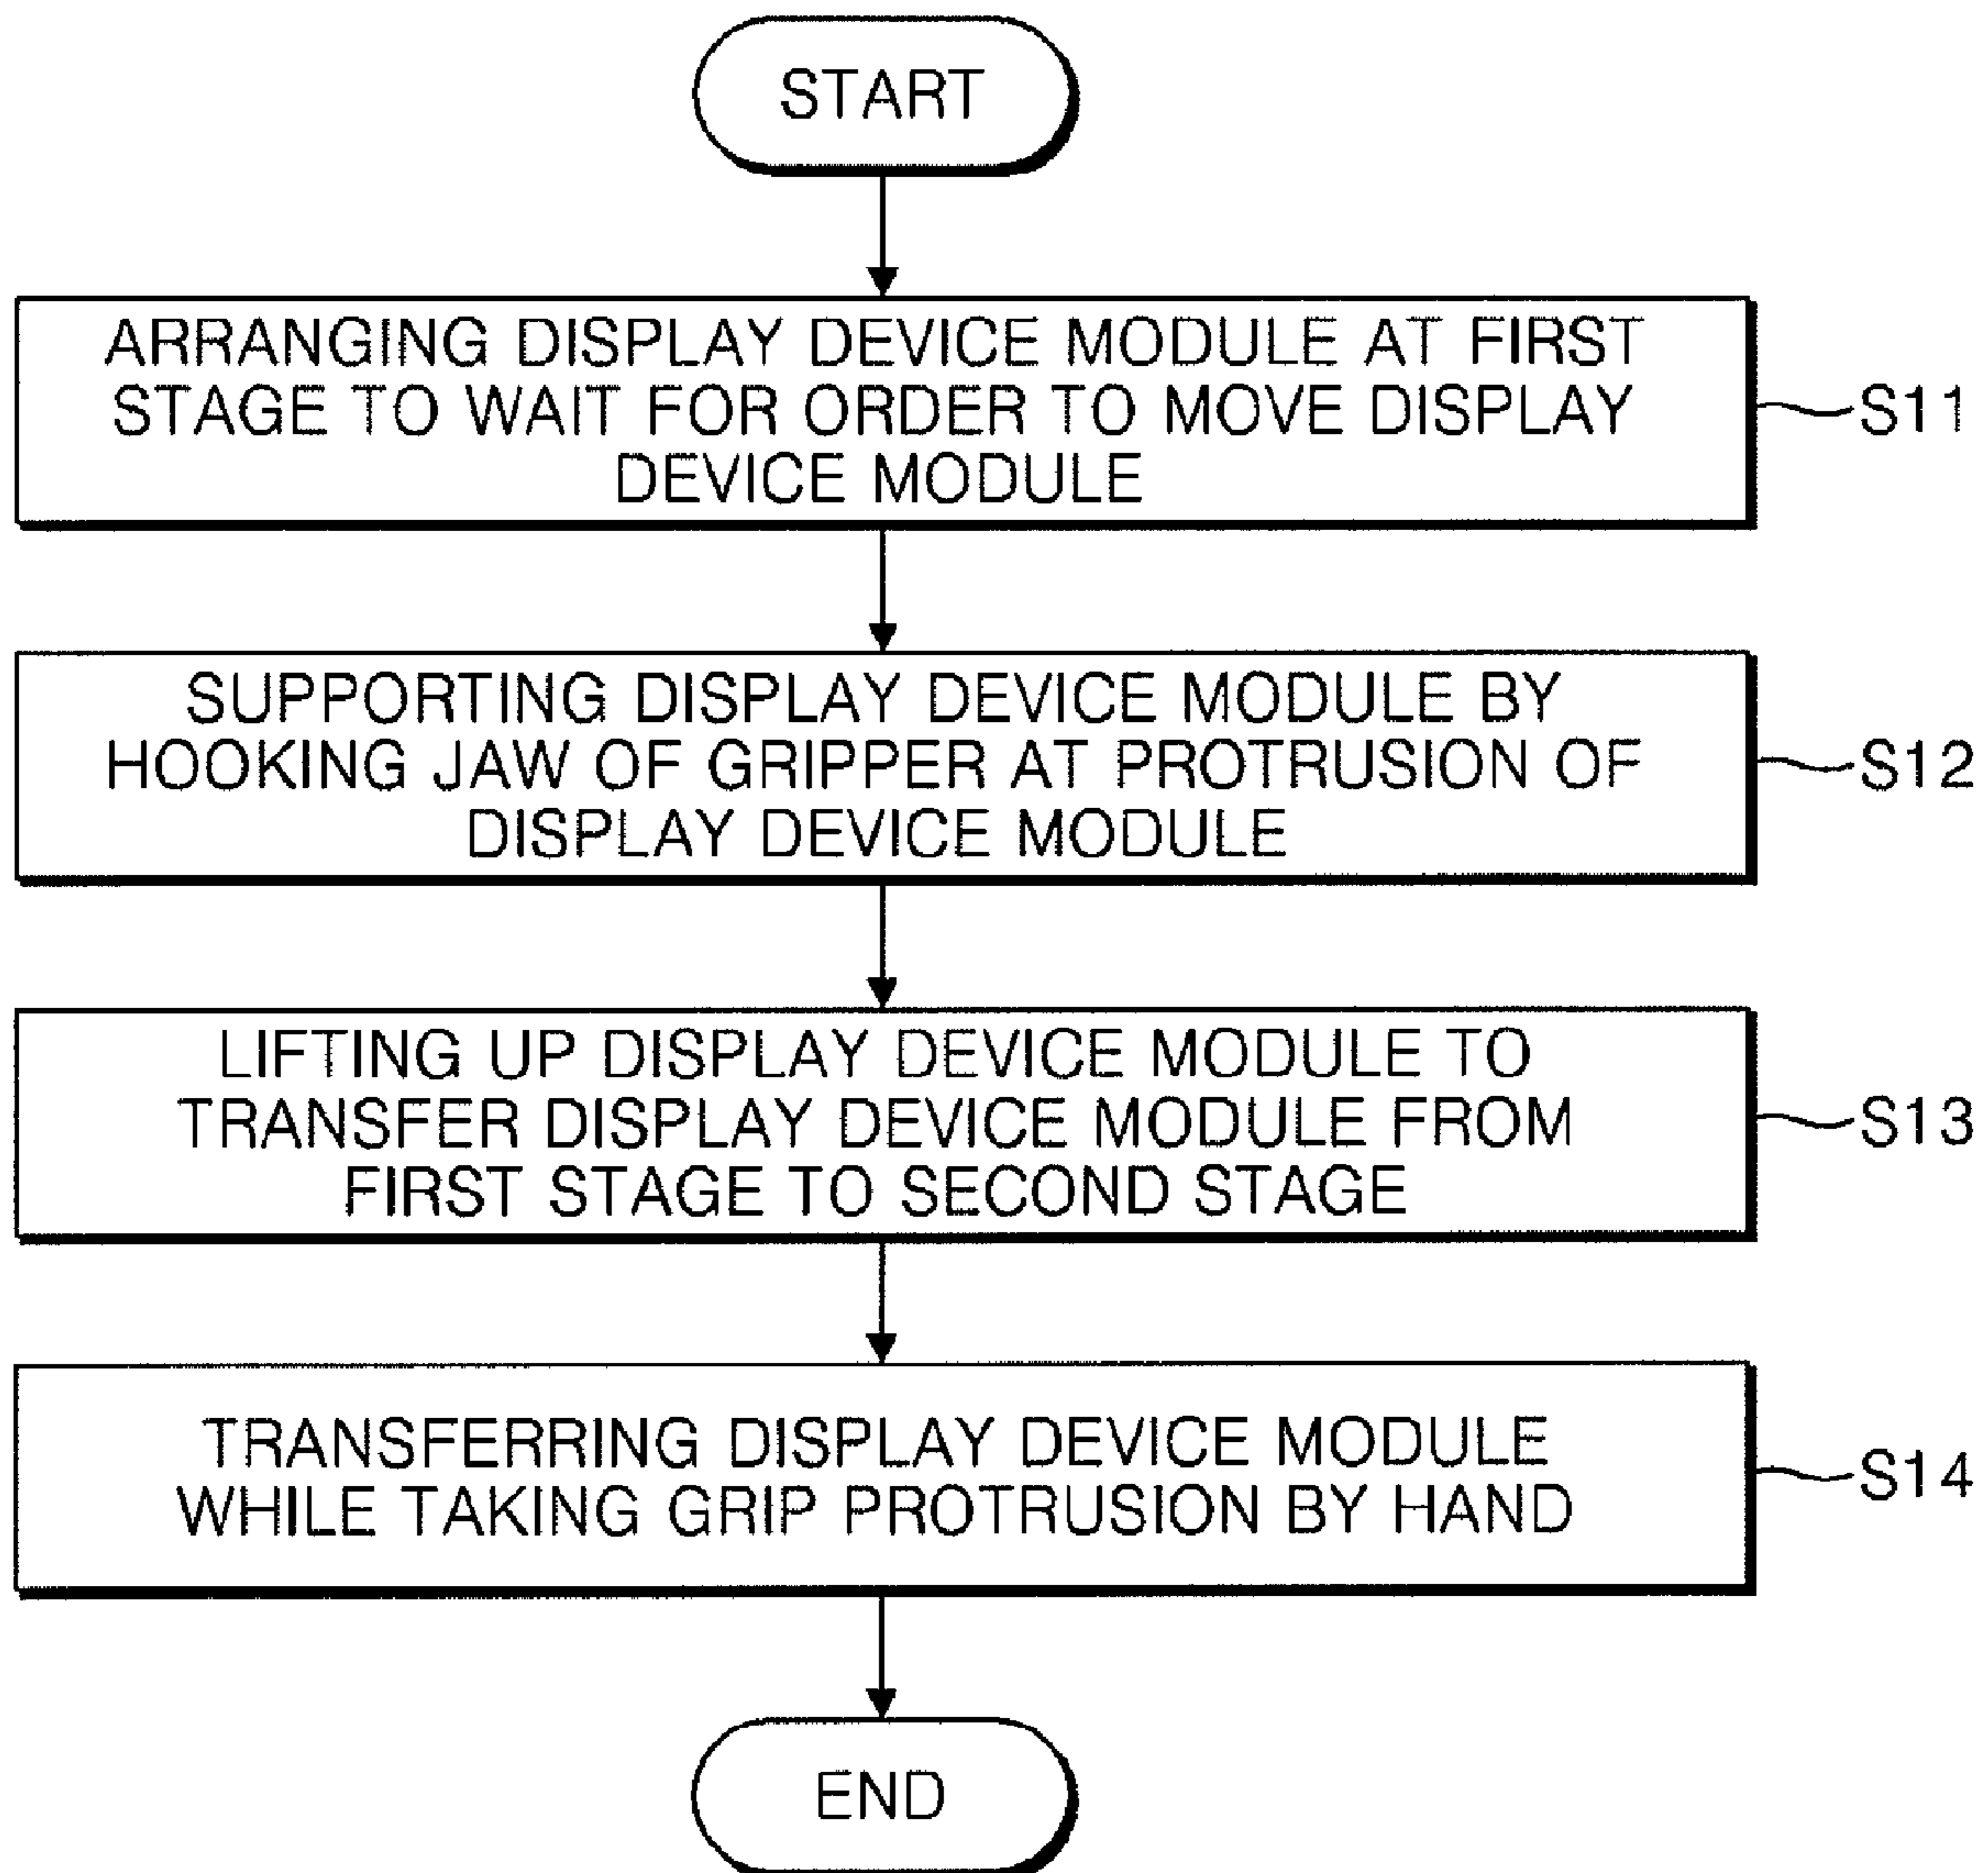 START
ARRANGING DISPLAY DEVICE MODULE AT FIRST
STAGE TO WAIT FOR ORDER TO MOVE DISPLAY
DEVICE MODULE
S11
SUPPORTING DISPLAY DEVICE MODULE BY
HOOKING JAW OF GRIPPER AT PROTRUSION OF
DISPLAY DEVICE MODULE
S12
LIFTING UP DISPLAY DEVICE MODULE TO
TRANSFER DISPLAY DEVICE MODULE FROM
FIRST STAGE TO SECOND STAGE
S13
TRANSFERRING DISPLAY DEVICE MODULE
WHILE TAKING GRIP PROTRUSION BY HAND
S14
END